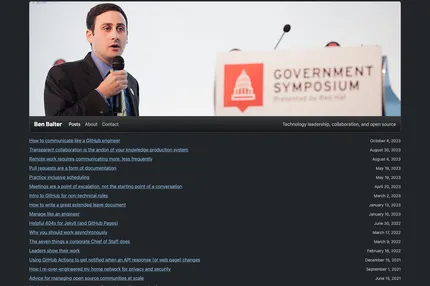 GOVERNMENT
SYMPOSIUM
Presented by Red Hat
Ben Balter Posts About Contact Technology leadership, collaboration, and open source
How to communicate like a GitHub engineer October 4, 2023
Transparent collaboration is the andon of your knowledge production system August 30, 2023
Remote work requires communicating more, less frequently August 4, 2023
Pull requests are a form of documentation May 19, 2023
Practice inclusive scheduling May 16, 2023
Meetings are a point of escalation, not the starting point of a conversation April 20, 2023
Intro to GitHub for non-technical roles March 2, 2023
How to write a great extended leave document January 13, 2023
Manage like an engineer January 10, 2023
Helpful 404s for Jekyll (and GitHub Pages) June 30, 2022
Why you should work asynchronously March 17, 2022
The seven things a corporate Chief of Staff does March 9, 2022
Leaders show their work February 16, 2022
Using GitHub Actions to get notified when an API response (or web page) changes December 19, 2021
How I re-over-engineered my home network for privacy and security September 1, 2021
Advice for managing open source communities at scale June 15, 2021